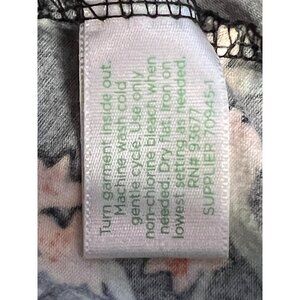 Turn garment inside out.
Machine wash cold
gentle cycle. Use only
non-chlorine bleach when
needed. Dry flat. Iron on
lowest setting as needed.
RN# 93677
SUPPLIER 70945-1